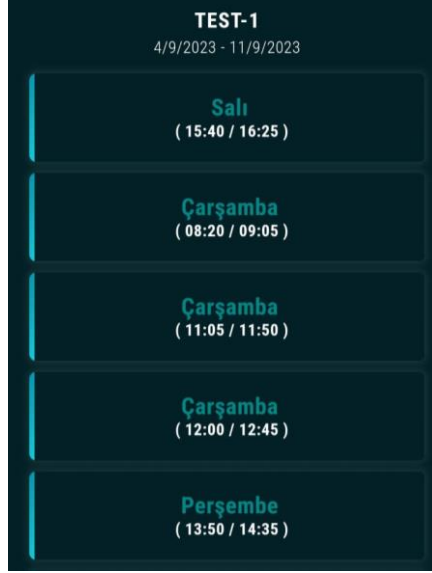 TEST-1
4/9/2023 - 11/9/2023
Salı
( 15:40 / 16:25 )
Çarşamba
( 08:20 / 09:05 )
Çarşamba
( 11:05 / 11:50 )
Çarşamba
( 12:00 / 12:45 )
Perşembe
( 13:50 / 14:35 )